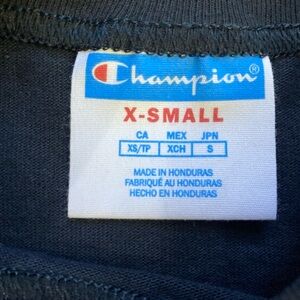 Champion®
X-SMALL
CA MEX JPN
XS/TP XCH S
MADE IN HONDURAS
FABRIQUÉ AU HONDURAS
HECHO EN HONDURAS